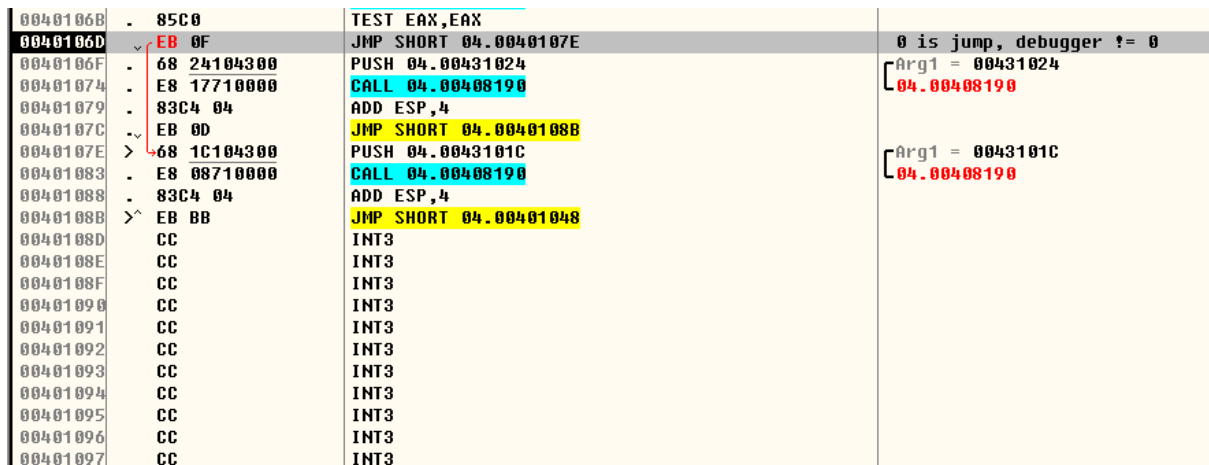 0040106B . 85C0 TEST EAX,EAX
0040106D . EB 0F JMP SHORT 04.0040107E 0 is jump, debugger != 0
0040106F . 68 24104300 PUSH 04.00431024 Arg1 = 00431024
00401074 . E8 17710000 CALL 04.00408190 04.00408190
00401079 . 83C4 04 ADD ESP,4
0040107C . EB 0D JMP SHORT 04.0040108B
0040107E > 68 1C104300 PUSH 04.0043101C Arg1 = 0043101C
00401083 . E8 08710000 CALL 04.00408190 04.00408190
00401088 . 83C4 04 ADD ESP,4
0040108B >^ EB BB JMP SHORT 04.00401048
0040108D CC INT3
0040108E CC INT3
0040108F CC INT3
00401090 CC INT3
00401091 CC INT3
00401092 CC INT3
00401093 CC INT3
00401094 CC INT3
00401095 CC INT3
00401096 CC INT3
00401097 CC INT3